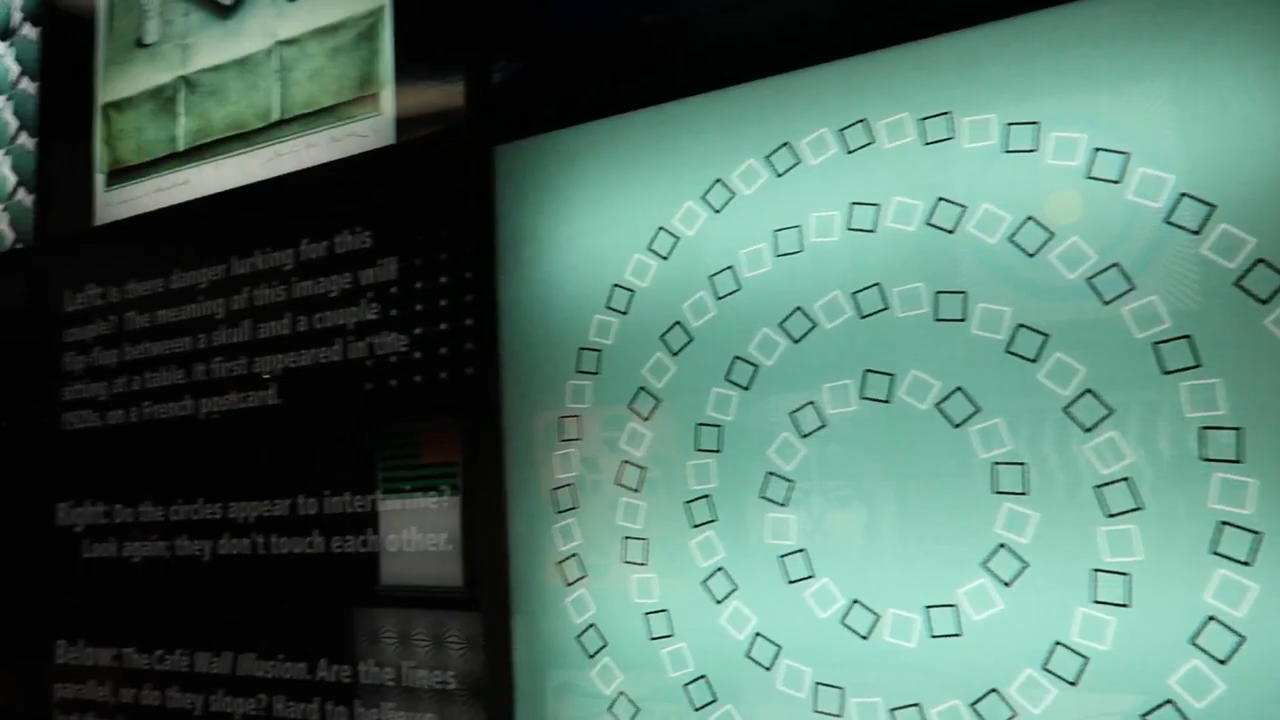 Left: Is there danger lurking for this
couple? The meaning of this image will
flip-flop between a skull and a couple
sitting at a table. It first appeared in the
on a French postcard.
Right: Do the circles appear to intertwine?
Look again; they don't touch each other.
Below: The Café Wall Illusion. Are the lines
parallel, or do they slope? Hard to believe